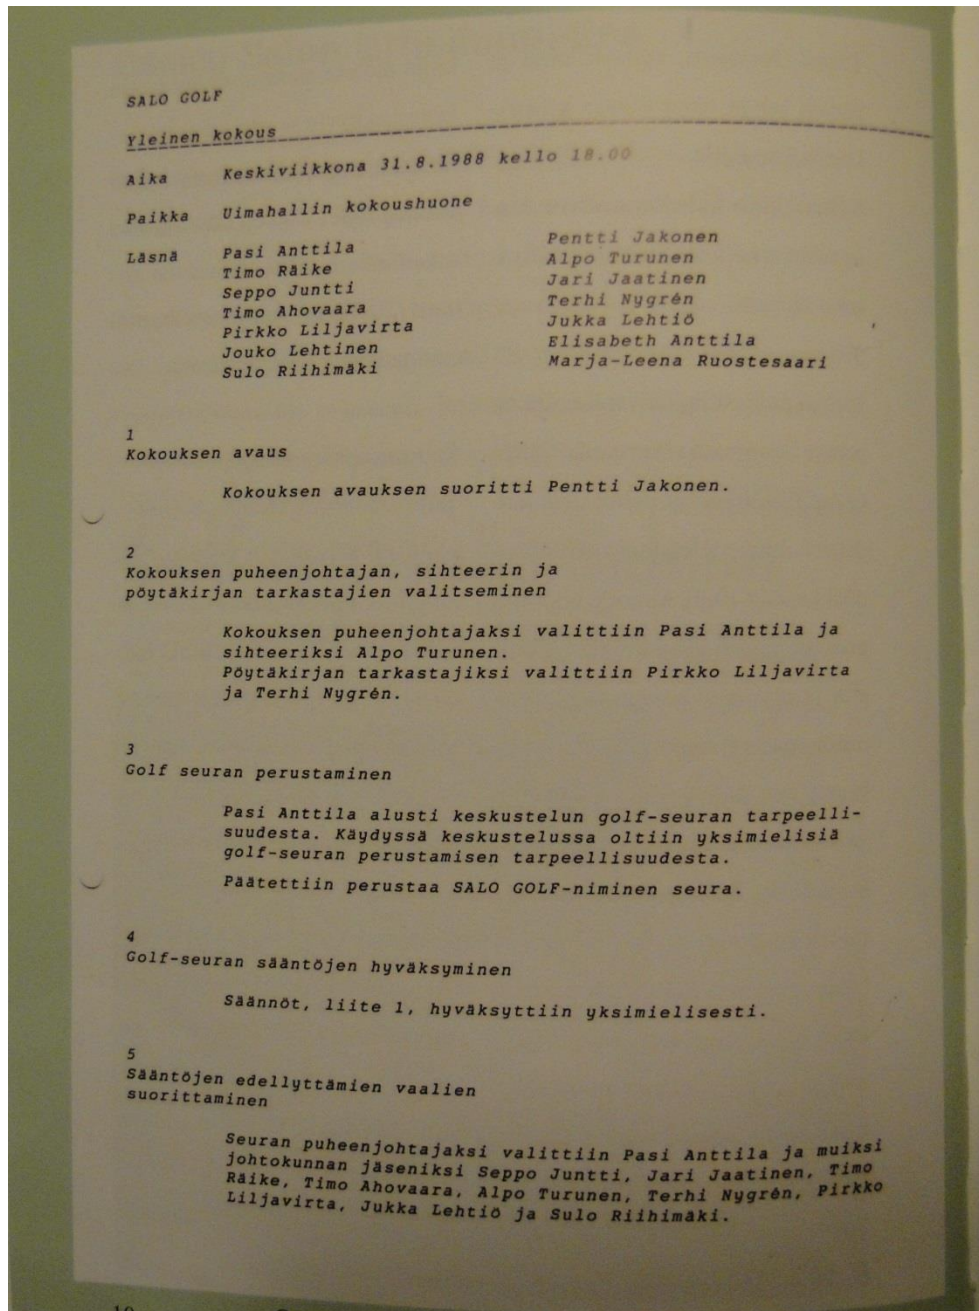 SALO GOLF
Yleinen kokous
Aika Keskiviikkona 31.8.1988 kello 18.00
Paikka Uimahallin kokoushuone
Läsnä Pasi Anttila Pentti Jakonen
Timo Räike Alpo Turunen
Seppo Juntti Jari Jaatinen
Timo Ahovaara Terhi Nygrén
Pirkko Liljavirta Jukka Lehtiö
Jouko Lehtinen Elisabeth Anttila
Sulo Riihimäki Marja-Leena Ruostesaari
1
Kokouksen avaus
Kokouksen avauksen suoritti Pentti Jakonen.
2
Kokouksen puheenjohtajan, sihteerin ja
pöytäkirjan tarkastajien valitseminen
Kokouksen puheenjohtajaksi valittiin Pasi Anttila ja
sihteeriksi Alpo Turunen.
Pöytäkirjan tarkastajiksi valittiin Pirkko Liljavirta
ja Terhi Nygrén.
3
Golf seuran perustaminen
Pasi Anttila alusti keskustelun golf-seuran tarpeelli-
suudesta. Käydyssä keskustelussa oltiin yksimielisiä
golf-seuran perustamisen tarpeellisuudesta.
Päätettiin perustaa SALO GOLF-niminen seura.
4
Golf-seuran sääntöjen hyväksyminen
Säännöt, liite 1, hyväksyttiin yksimielisesti.
5
Sääntöjen edellyttämien vaalien
suorittaminen
Seuran puheenjohtajaksi valittiin Pasi Anttila ja muiksi
johtokunnan jäseniksi Seppo Juntti, Jari Jaatinen, Timo
Räike, Timo Ahovaara, Alpo Turunen, Terhi Nygrén, Pirkko
Liljavirta, Jukka Lehtiö ja Sulo Riihimäki.